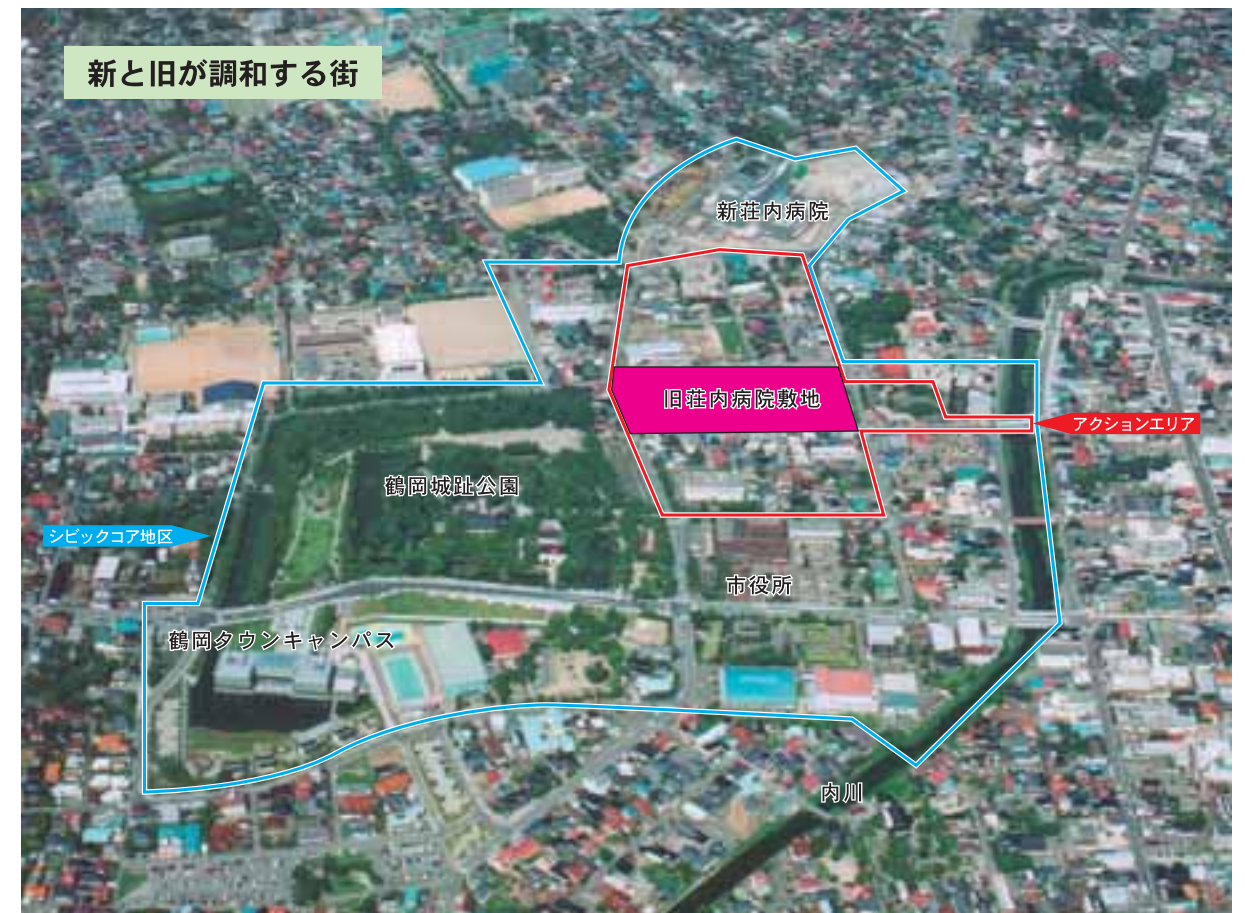 新と旧が調和する街
新荘内病院
旧荘内病院敷地
アクションエリア
鶴岡城趾公園
シビックコア地区
市役所
鶴岡タウンキャンパス
内川